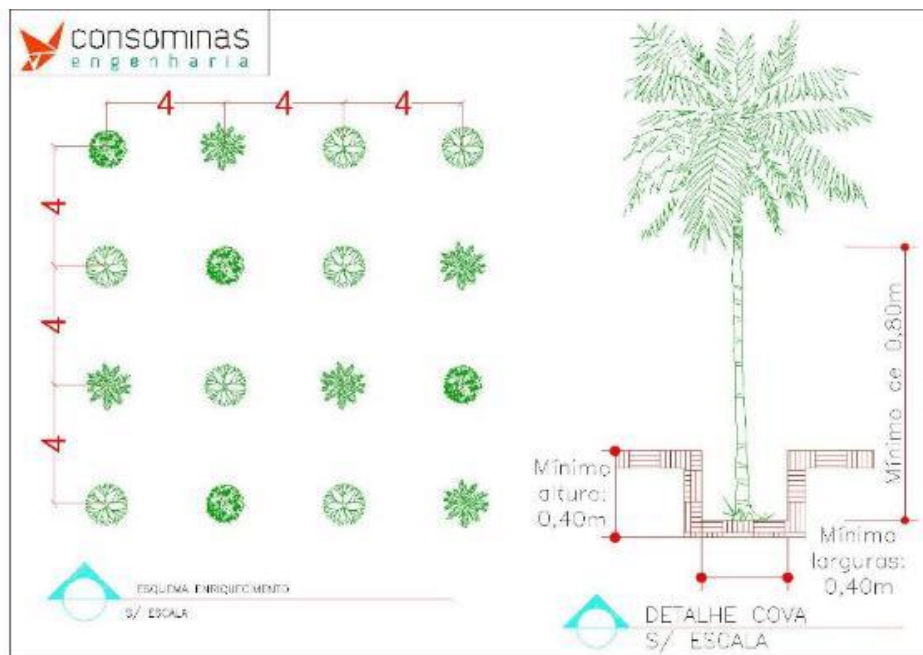 consominas
engenharia
4 4 4
4
4
4
ESQUEMA ENRIQUECIMENTO
S/ ESCALA
Mínimo de 0.80m
Mínimo
altura:
0,40m
Mínimo
larguras:
0,40m
DETALHE COVA
S/ ESCALA